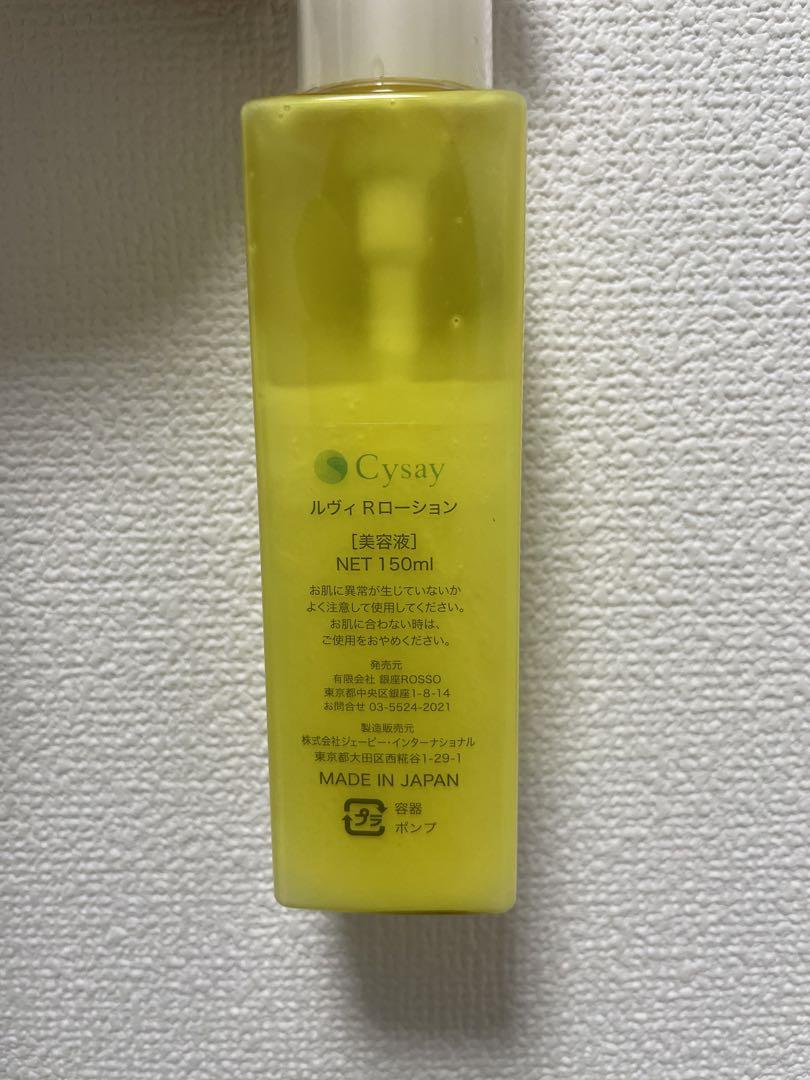 Cysay
ルヴィ Rローション
[美容液]
NET 150ml
お肌に異常が生じていないか
よく注意して使用してください。
お肌に合わない時は、
ご使用をおやめください。
発売元
有限会社 銀座ROSSO
東京都中央区銀座1-8-14
お問合せ 03-5524-2021
製造販売元
株式会社ジェーピー・インターナショナル
東京都大田区西糀谷1-29-1
MADE IN JAPAN
プラ 容器
ポンプ